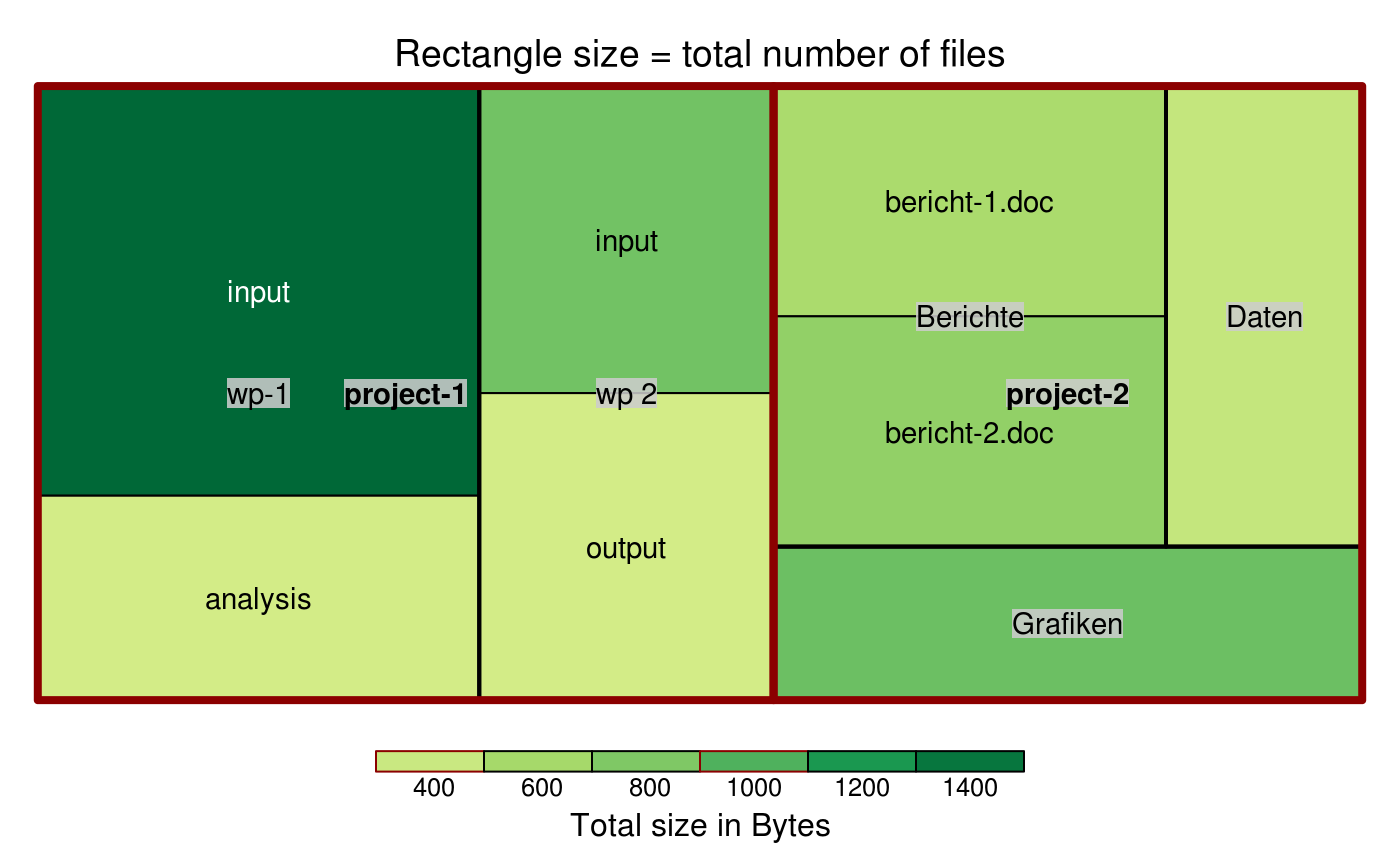 Rectangle size = total number of files
input
wp-1
project-1
analysis
input
wp 2
output
bericht-1.doc
Berichte
project-2
bericht-2.doc
Daten
Grafiken
400 600 800 1000 1200 1400
Total size in Bytes